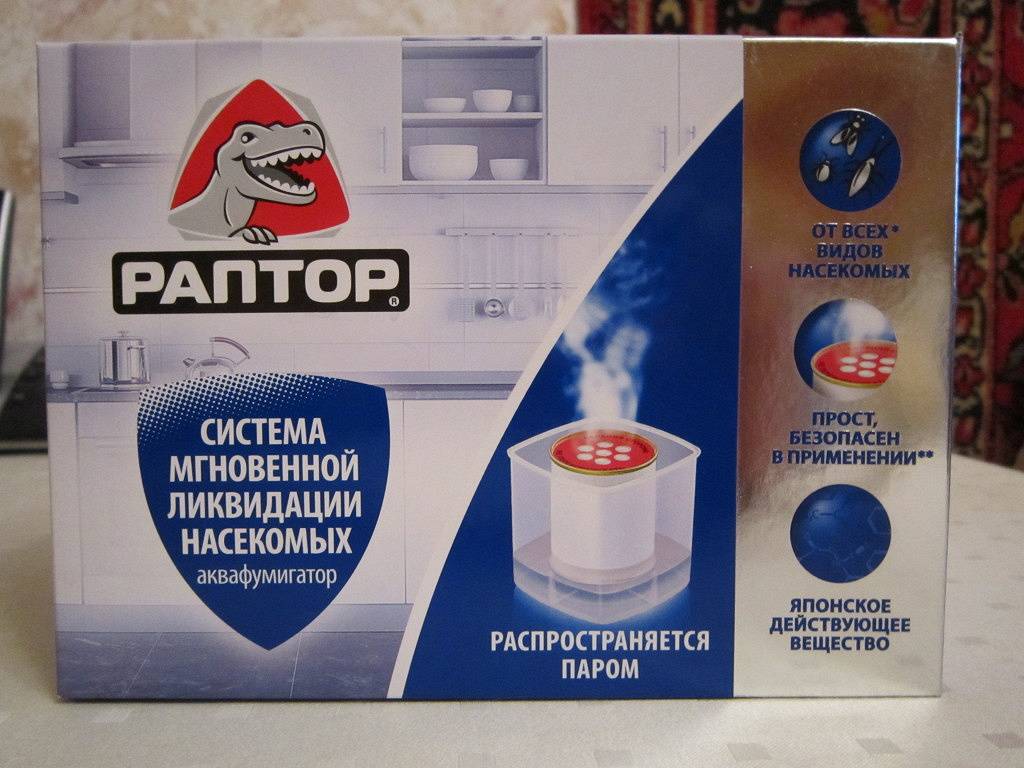 РАПТОР®
СИСТЕМА
МГНОВЕННОЙ
ЛИКВИДАЦИИ
НАСЕКОМЫХ
аквафумигатор
РАСПРОСТРАНЯЕТСЯ
ПАРОМ
ОТ ВСЕХ*
ВИДОВ
НАСЕКОМЫХ
ПРОСТ,
БЕЗОПАСЕН
В ПРИМЕНЕНИИ**
ЯПОНСКОЕ
ДЕЙСТВУЮЩЕЕ
ВЕЩЕСТВО